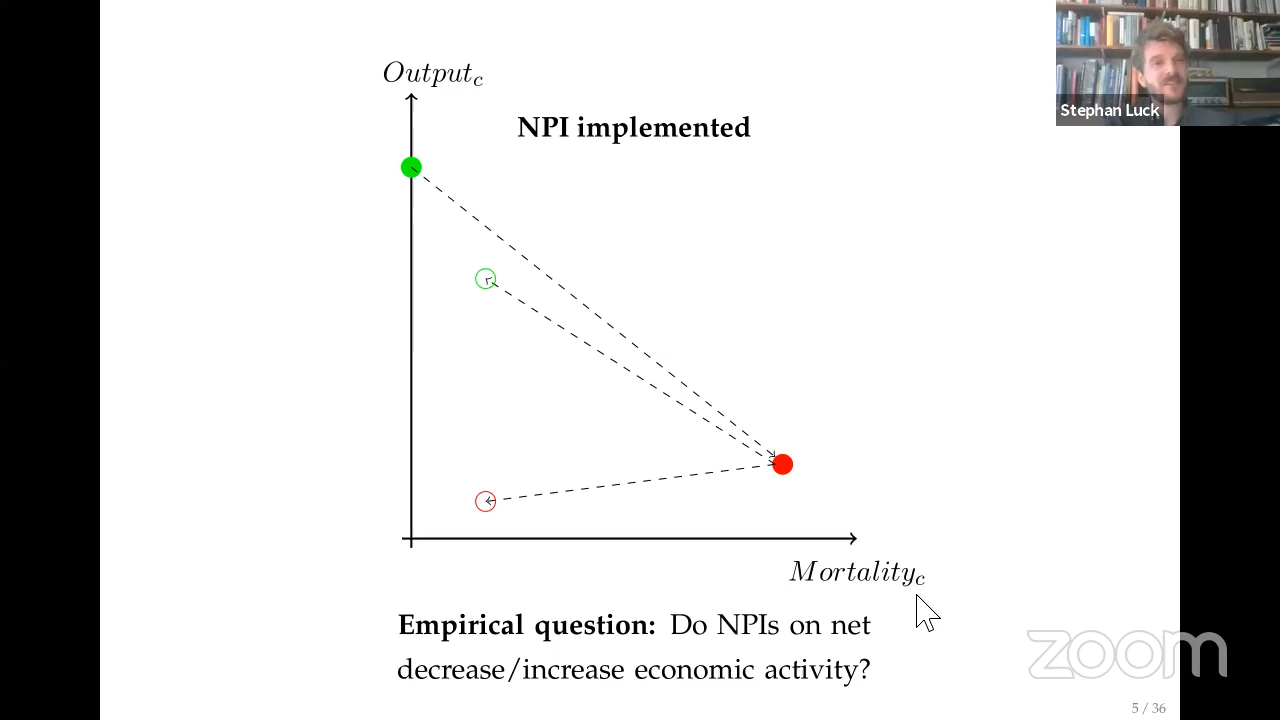 Output_c
NPI implemented
Stephan Luck
Mortality_c
Empirical question: Do NPIs on net
decrease/increase economic activity?
zoom
5 / 36